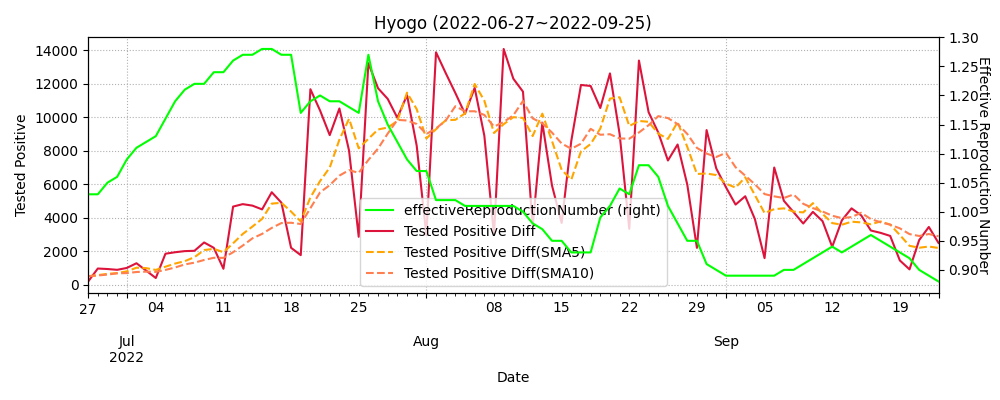 Hyogo (2022-06-27~2022-09-25)
14000
12000
10000
8000
6000
4000
2000
0
Tested Positive
1.30
1.25
1.20
1.15
1.10
1.05
1.00
0.95
0.90
Effective Reproduction Number
effectiveReproductionNumber (right)
Tested Positive Diff
Tested Positive Diff(SMA5)
Tested Positive Diff(SMA10)
27 04 11 18 25 08 15 22 29 05 12 19
Jul Aug Sep
2022
Date